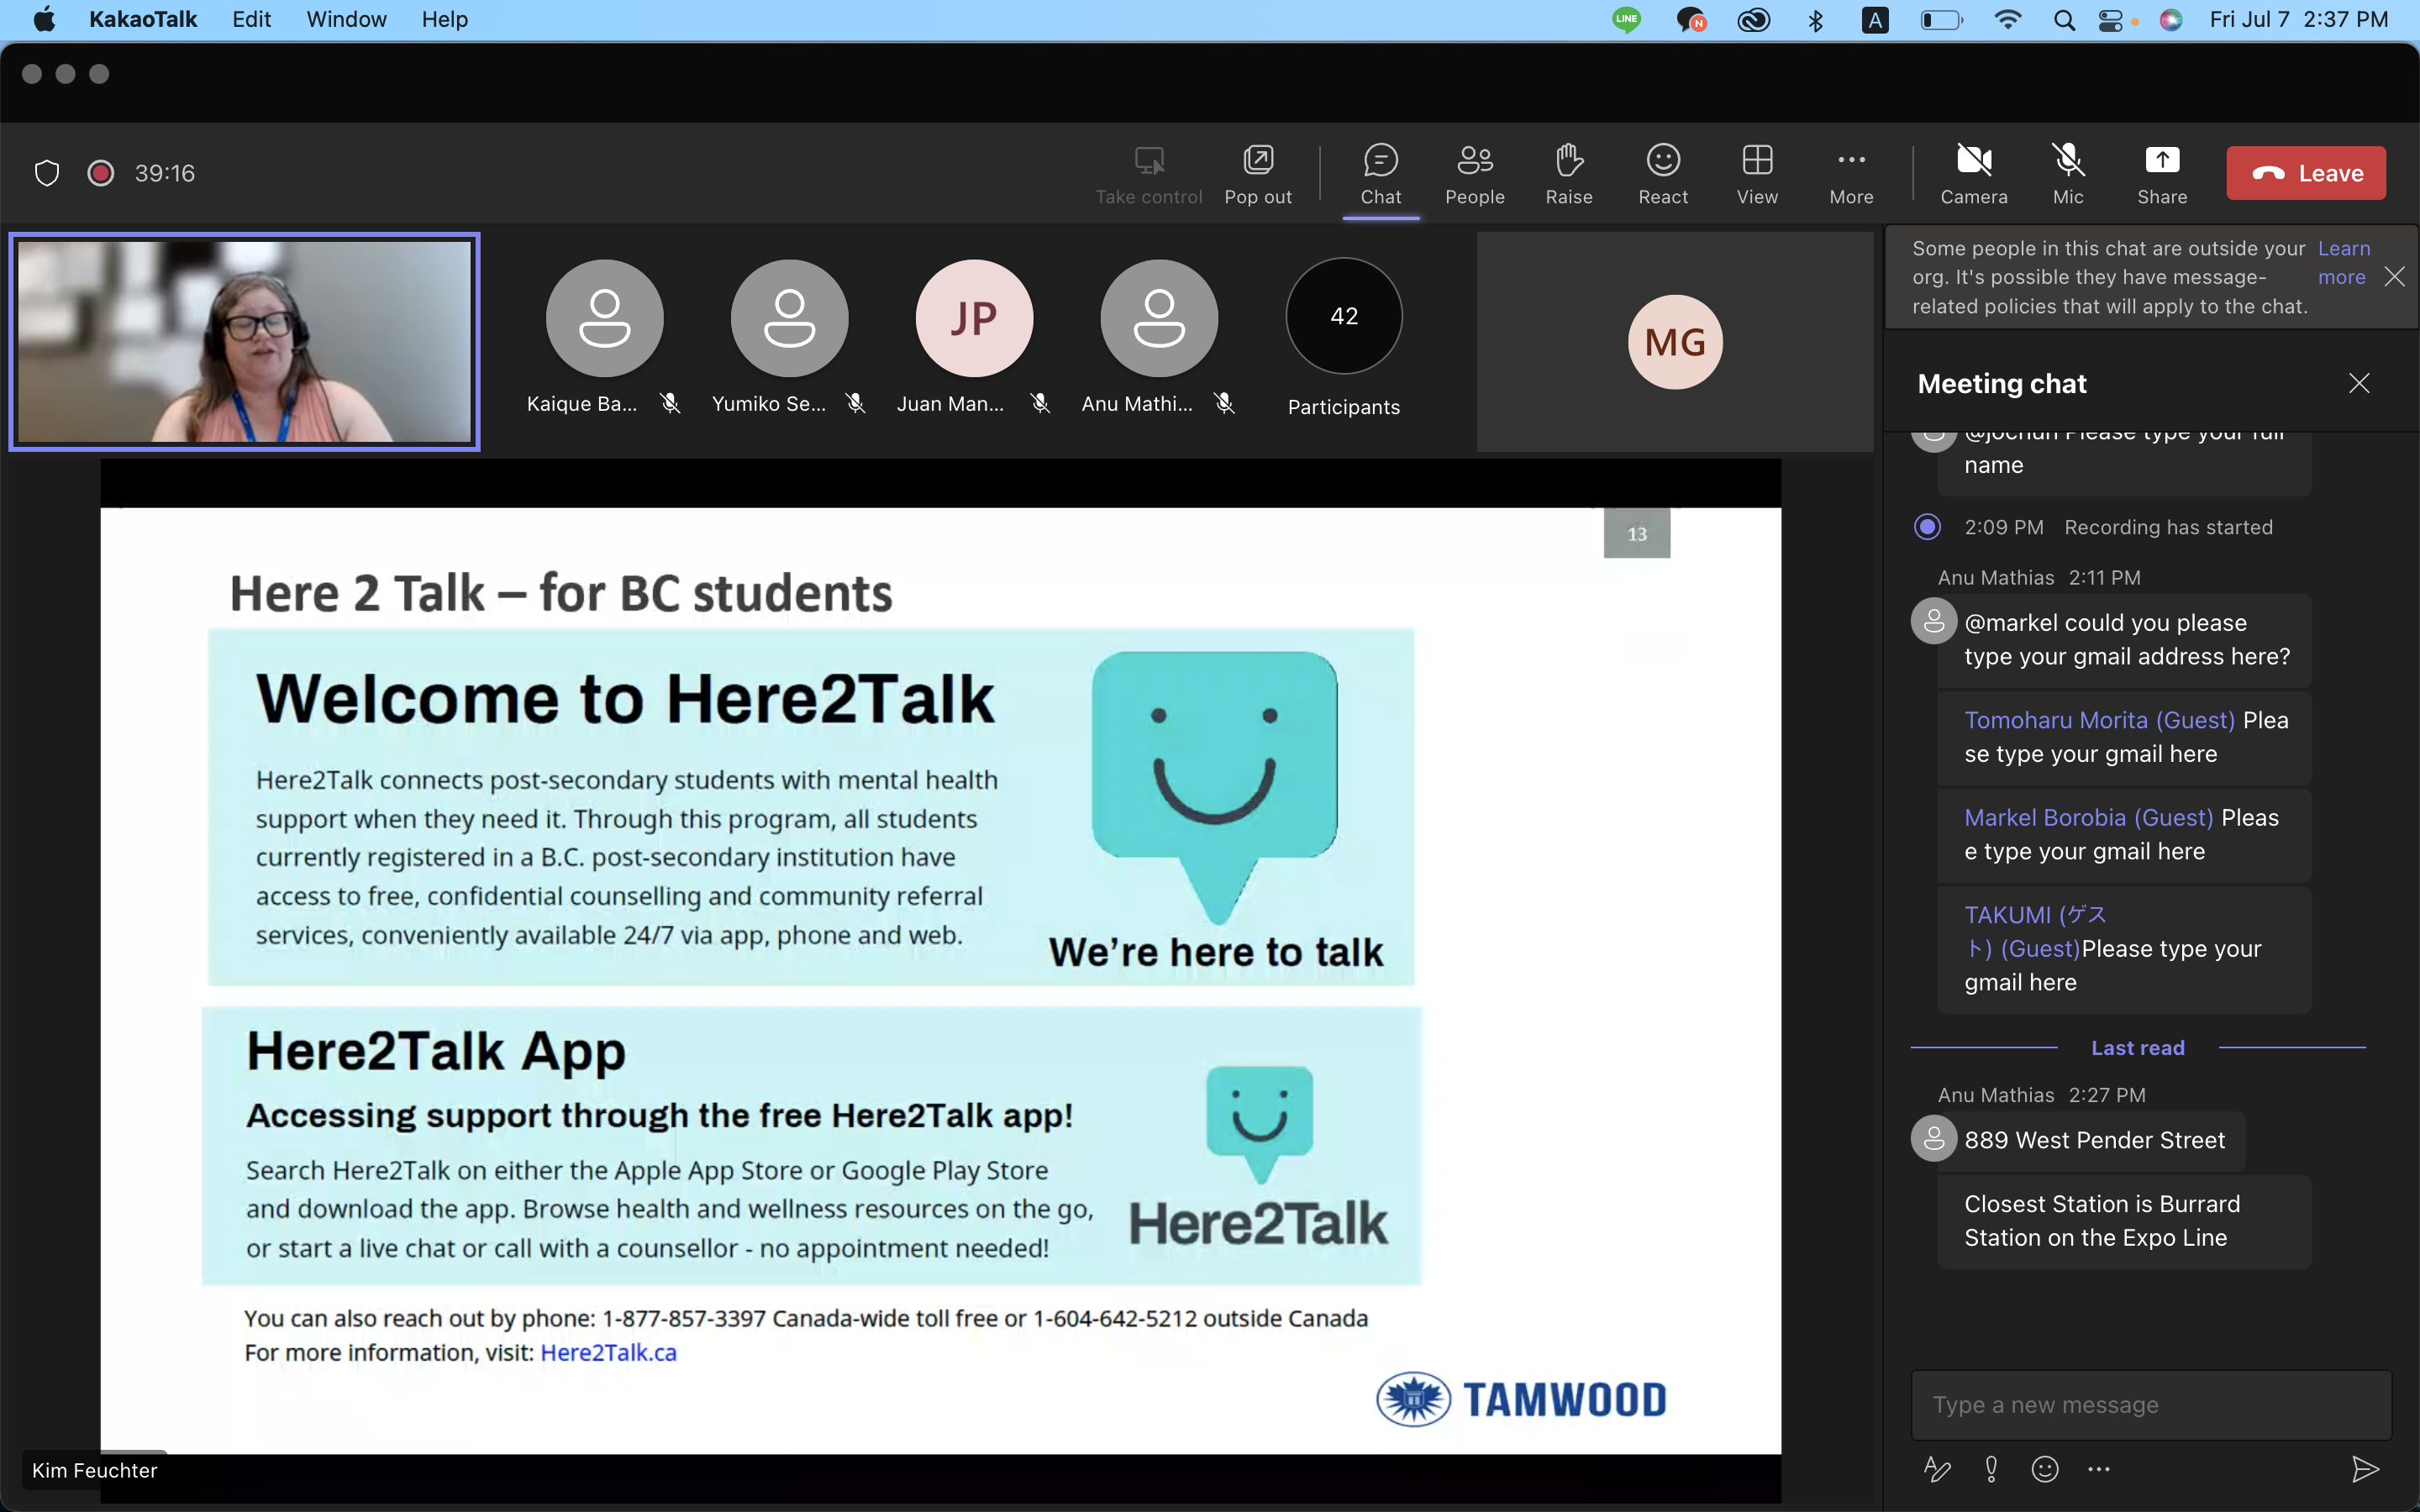 KakaoTalk Edit Window Help
LINE N A Fri Jul 7 2:37 PM
39:16
Take control Pop out Chat People Raise React View More Camera Mic Share Leave
Kaique Ba... Yumiko Se... JP Juan Man... Anu Mathi... 42 Participants
MG
Some people in this chat are outside your org. It's possible they have message-related policies that will apply to the chat.
Learn more
Meeting chat
@jochun Please type your full
name
2:09 PM Recording has started
Anu Mathias 2:11 PM
@markel could you please
type your gmail address here?
Tomoharu Morita (Guest) Plea
se type your gmail here
Markel Borobia (Guest) Pleas
e type your gmail here
TAKUMI (ゲス
ト) (Guest)Please type your
gmail here
Last read
Anu Mathias 2:27 PM
889 West Pender Street
Closest Station is Burrard
Station on the Expo Line
Type a new message
13
Here 2 Talk – for BC students
Welcome to Here2Talk
Here2Talk connects post-secondary students with mental health
support when they need it. Through this program, all students
currently registered in a B.C. post-secondary institution have
access to free, confidential counselling and community referral
services, conveniently available 24/7 via app, phone and web.
We're here to talk
Here2Talk App
Accessing support through the free Here2Talk app!
Search Here2Talk on either the Apple App Store or Google Play Store
and download the app. Browse health and wellness resources on the go,
or start a live chat or call with a counsellor - no appointment needed!
Here2Talk
You can also reach out by phone: 1-877-857-3397 Canada-wide toll free or 1-604-642-5212 outside Canada
For more information, visit: Here2Talk.ca
TAMWOOD
Kim Feuchter